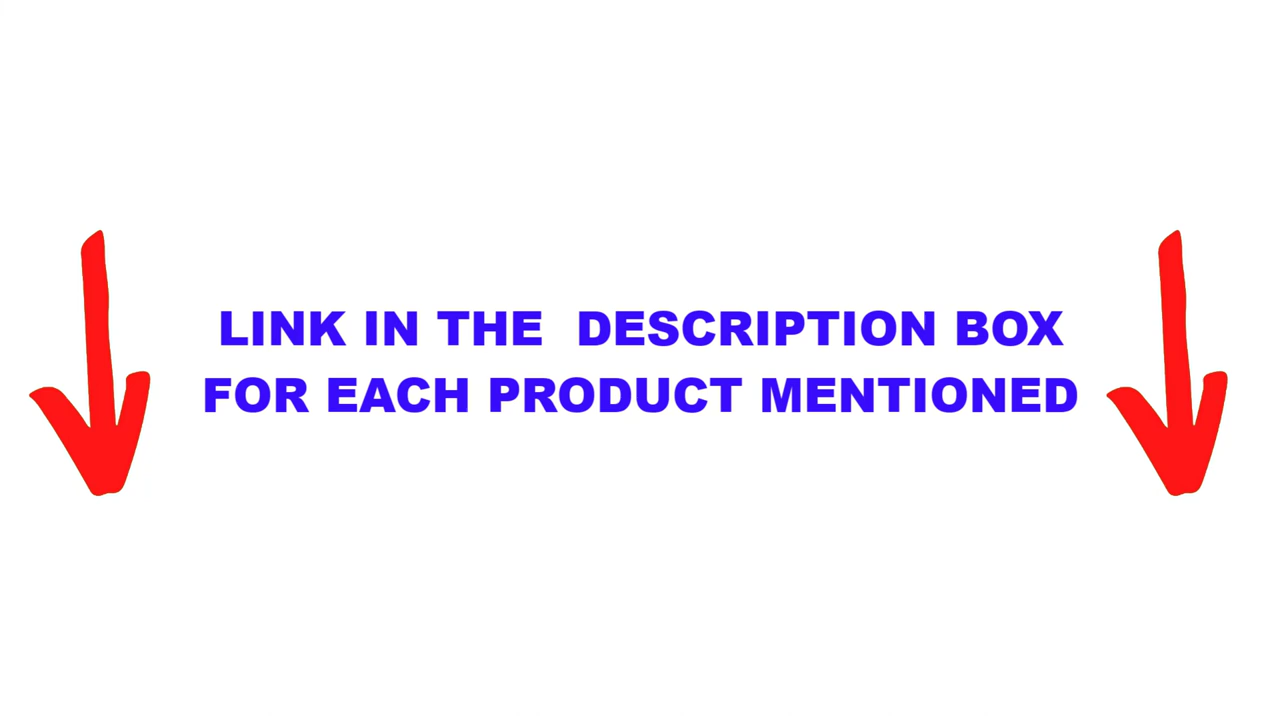 LINK IN THE  DESCRIPTION BOX
FOR EACH PRODUCT MENTIONED